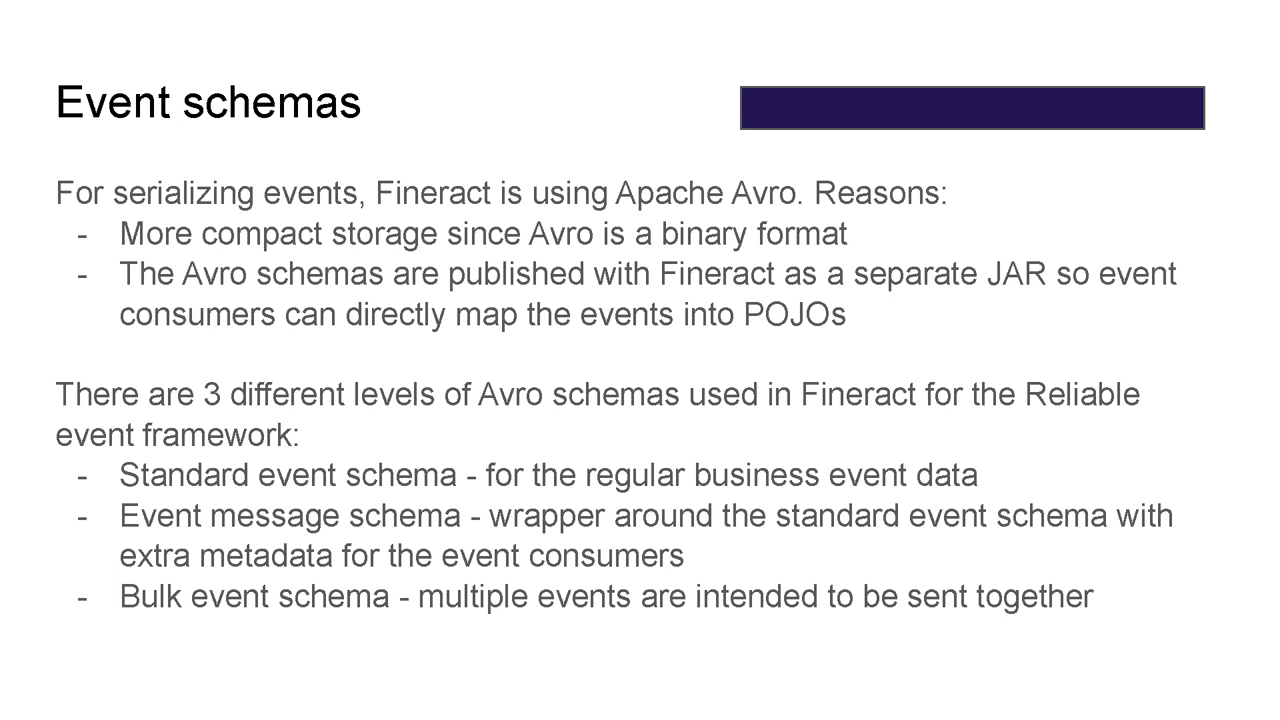 Event schemas
For serializing events, Fineract is using Apache Avro. Reasons:
- More compact storage since Avro is a binary format
- The Avro schemas are published with Fineract as a separate JAR so event
consumers can directly map the events into POJOs
There are 3 different levels of Avro schemas used in Fineract for the Reliable
event framework:
- Standard event schema - for the regular business event data
- Event message schema - wrapper around the standard event schema with
extra metadata for the event consumers
- Bulk event schema - multiple events are intended to be sent together